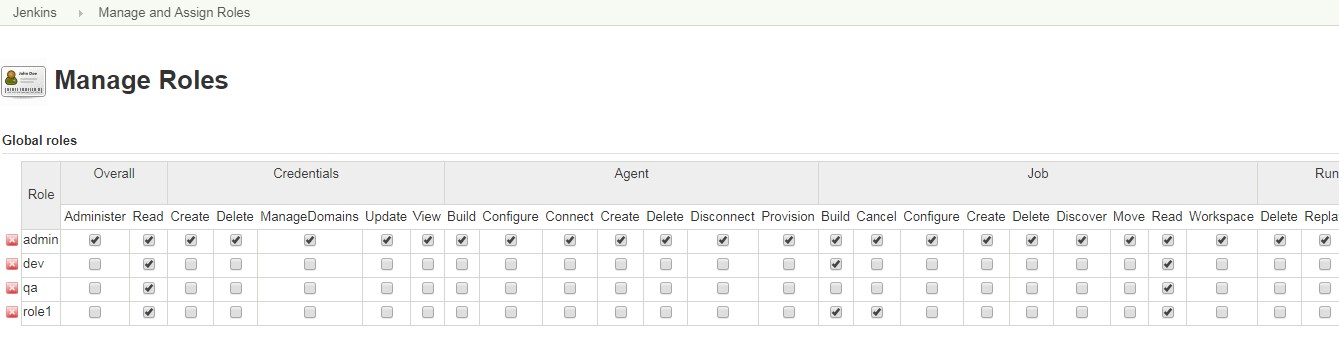 Jenkins Manage and Assign Roles
John Doe
Manage Roles
Global roles
Role Overall Credentials Agent Job Run
Administer Read Create Delete ManageDomains Update View Build Configure Connect Create Delete Disconnect Provision Build Cancel Configure Create Delete Discover Move Read Workspace Delete Repla
admin
dev
qa
role1